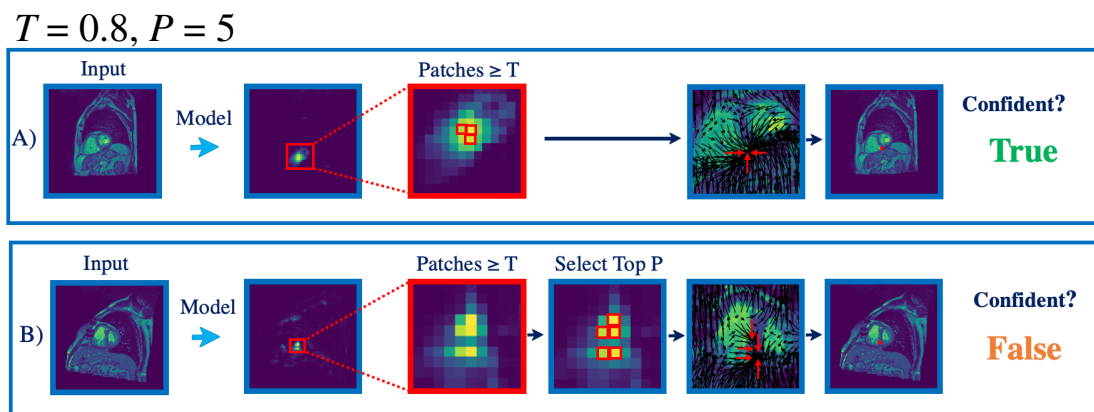 T = 0.8, P = 5
Input
Patches ≥ T
A)
Model
Confident?
True
Input
Patches ≥ T
Select Top P
B)
Model
Confident?
False